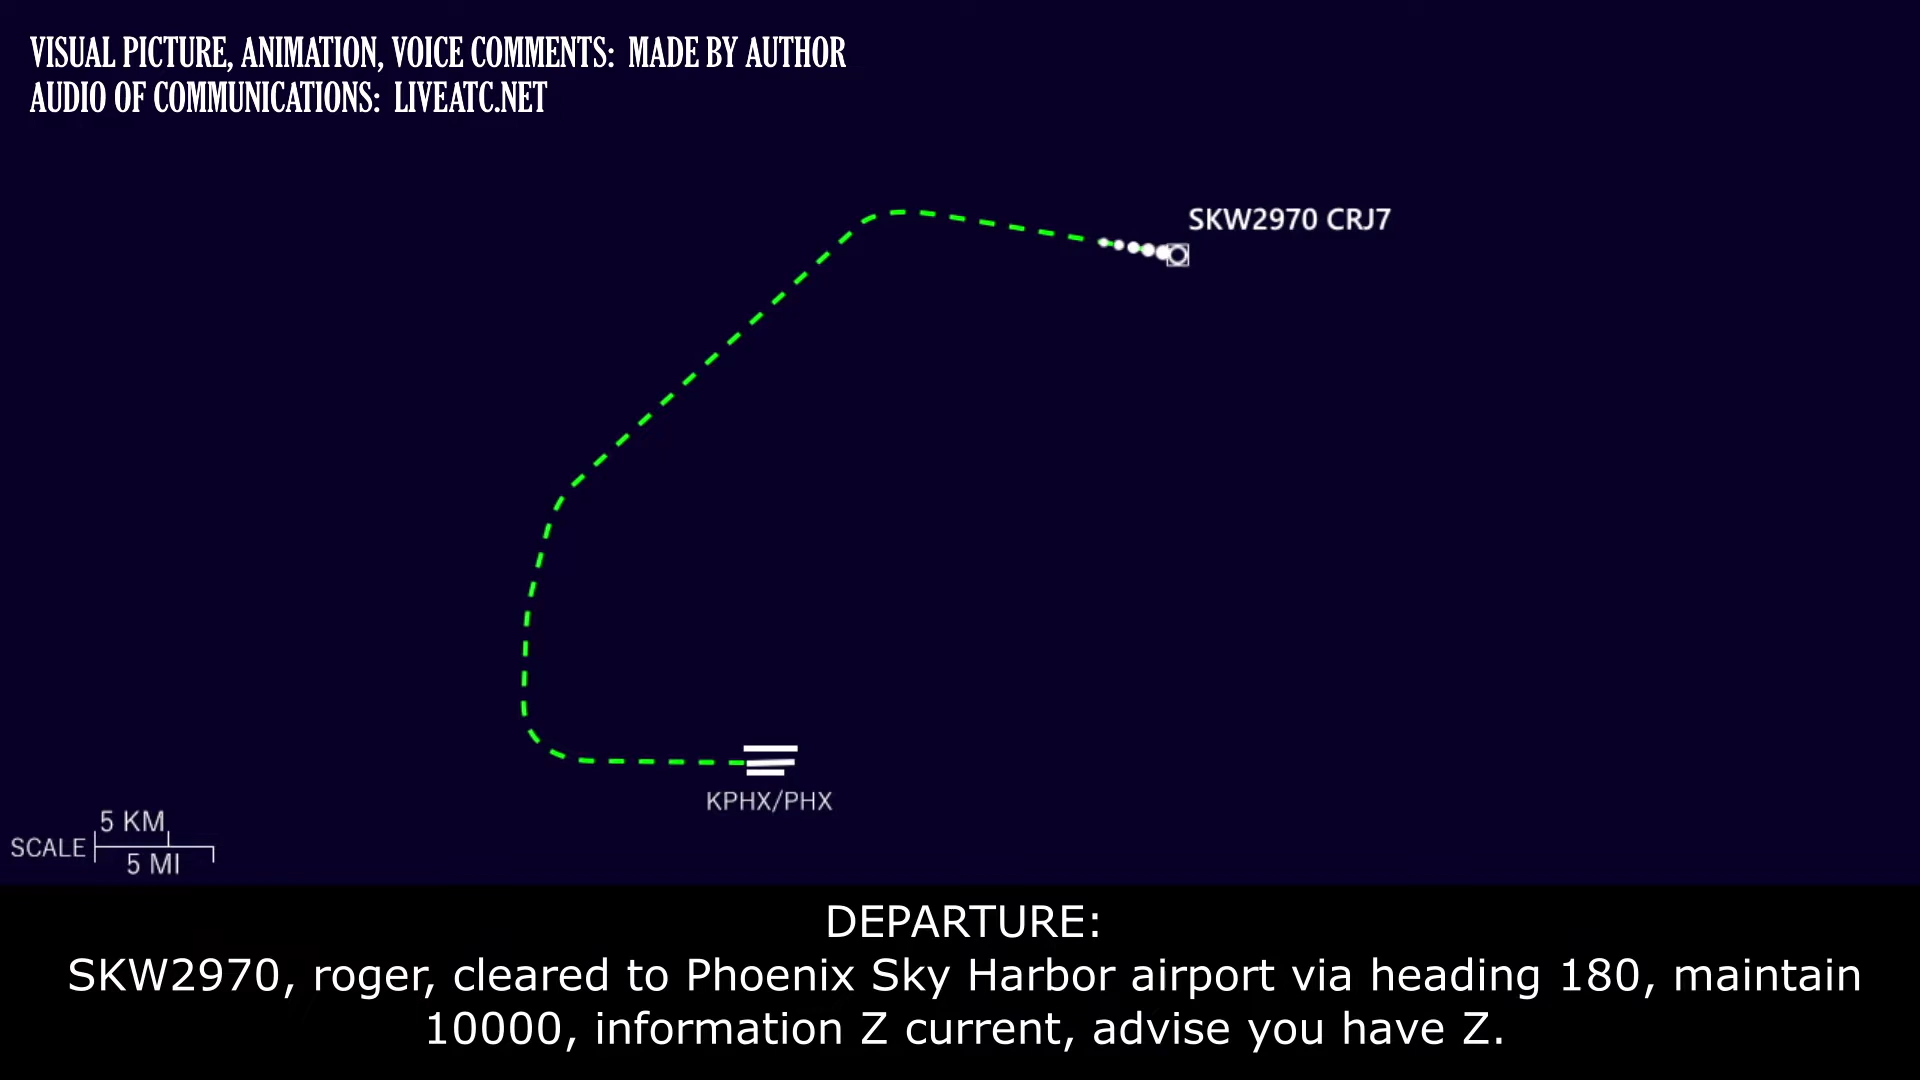 VISUAL PICTURE, ANIMATION, VOICE COMMENTS: MADE BY AUTHOR
AUDIO OF COMMUNICATIONS: LIVEATC.NET
SKW2970 CRJ7
KPHX/PHX
5 KM
SCALE
5 MI
DEPARTURE:
SKW2970, roger, cleared to Phoenix Sky Harbor airport via heading 180, maintain
10000, information Z current, advise you have Z.